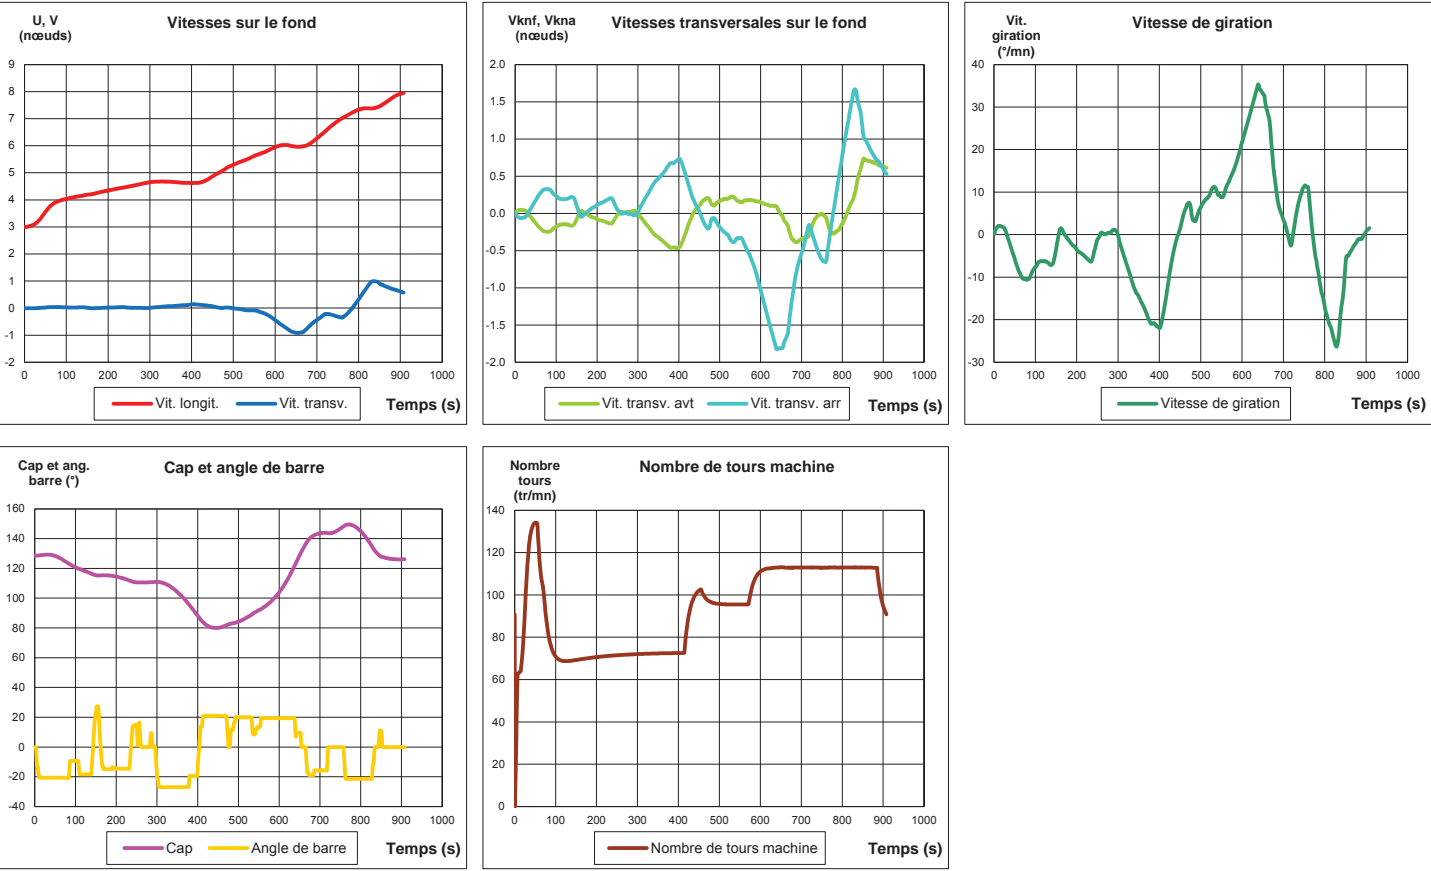 U, V
(nœuds)
Vitesses sur le fond
9
8
7
6
5
4
3
2
1
0
-1
-2
0 100 200 300 400 500 600 700 800 900 1000
Vit. longit. Vit. transv. Temps (s)
Vknf, Vkna
(nœuds)
Vitesses transversales sur le fond
2.0
1.5
1.0
0.5
0.0
-0.5
-1.0
-1.5
-2.0
0 100 200 300 400 500 600 700 800 900 1000
Vit. transv. avt Vit. transv. arr Temps (s)
Vit.
giration
(°/mn)
Vitesse de giration
40
30
20
10
0
-10
-20
-30
0 100 200 300 400 500 600 700 800 900 1000
Vitesse de giration Temps (s)
Cap et ang.
barre (°)
Cap et angle de barre
160
140
120
100
80
60
40
20
0
-20
-40
0 100 200 300 400 500 600 700 800 900 1000
Cap Angle de barre Temps (s)
Nombre
tours
(tr/mn)
Nombre de tours machine
140
120
100
80
60
40
20
0
0 100 200 300 400 500 600 700 800 900 1000
Nombre de tours machine Temps (s)